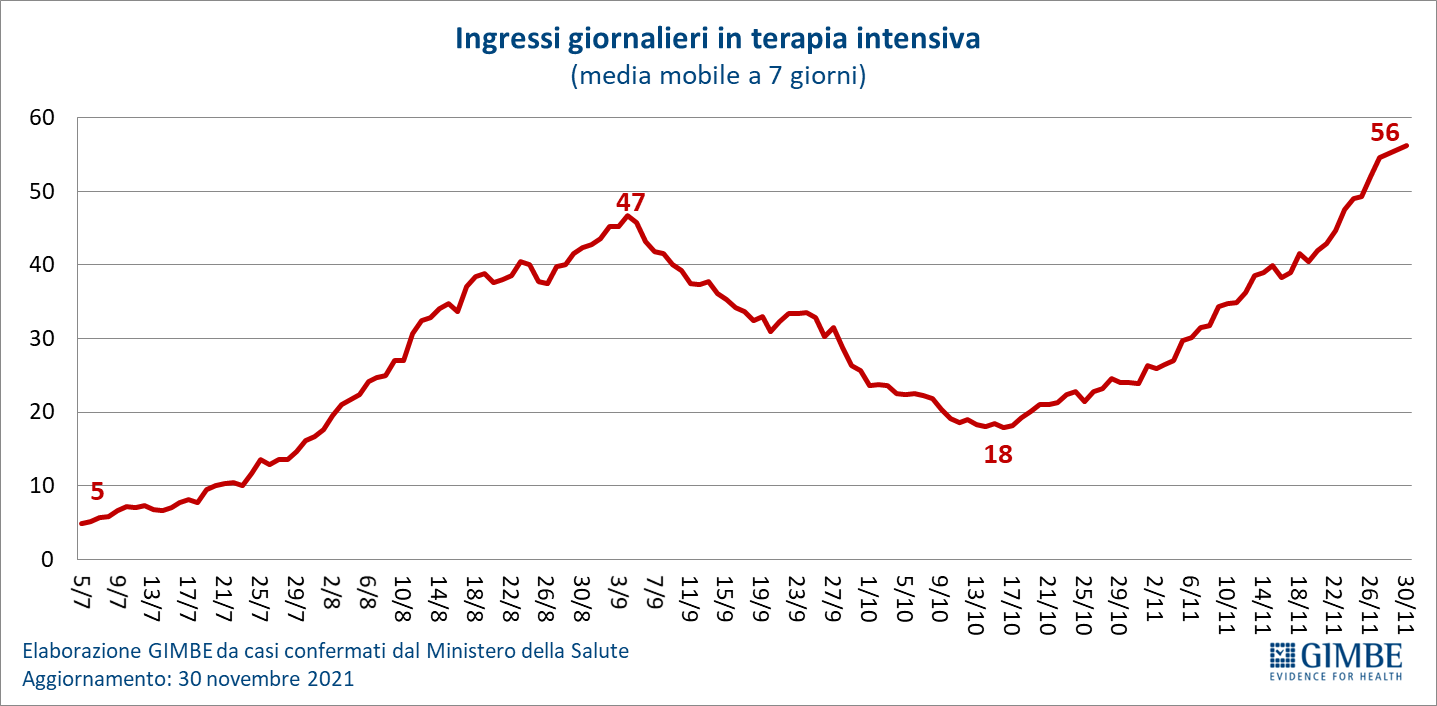 Ingressi giornalieri in terapia intensiva
(media mobile a 7 giorni)
60
50
40
30
20
10
0
5
47
18
56
5/7 9/7 13/7 17/7 21/7 25/7 29/7 2/8 6/8 10/8 14/8 18/8 22/8 26/8 30/8 3/9 7/9 11/9 15/9 19/9 23/9 27/9 1/10 5/10 9/10 13/10 17/10 21/10 25/10 29/10 2/11 6/11 10/11 14/11 18/11 22/11 26/11 30/11
Elaborazione GIMBE da casi confermati dal Ministero della Salute
Aggiornamento: 30 novembre 2021
GIMBE
EVIDENCE FOR HEALTH